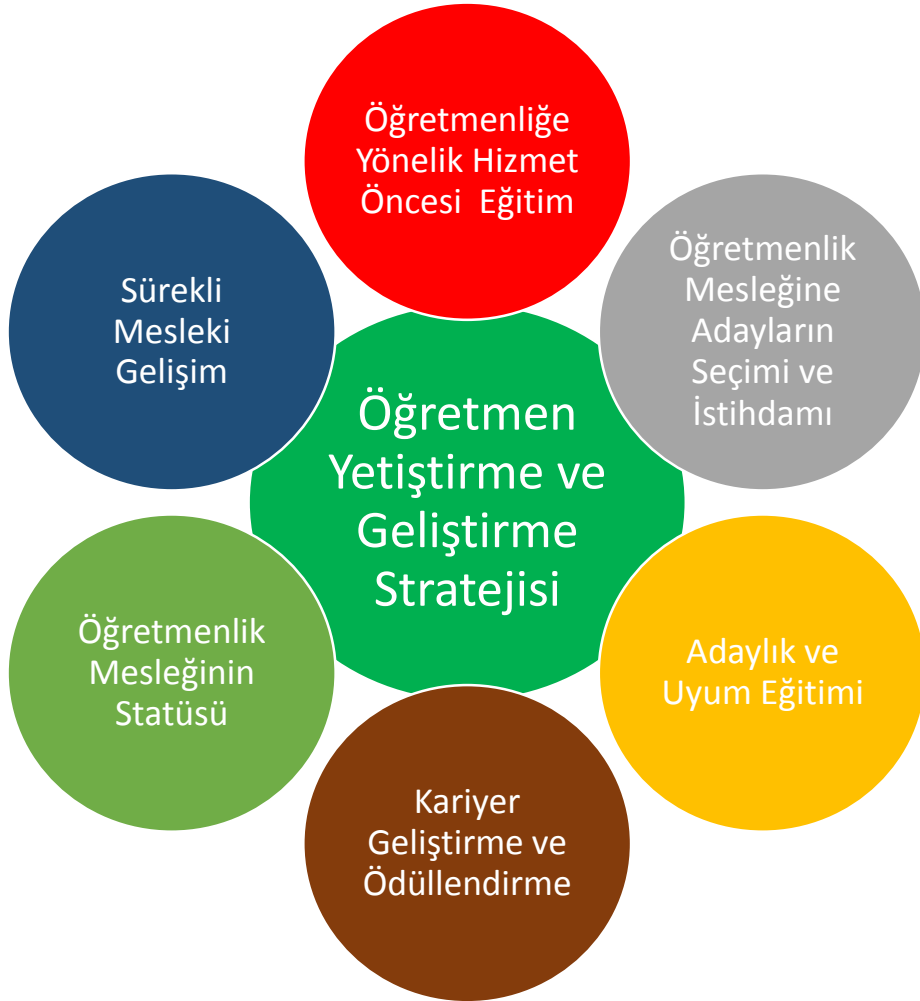 Öğretmenliğe
Yönelik Hizmet
Öncesi Eğitim
Öğretmenlik
Mesleğine
Adayların
Seçimi ve
İstihdamı
Adaylık ve
Uyum Eğitimi
Kariyer
Geliştirme ve
Ödüllendirme
Öğretmenlik
Mesleğinin
Statüsü
Sürekli
Mesleki
Gelişim
Öğretmen
Yetiştirme ve
Geliştirme
Stratejisi